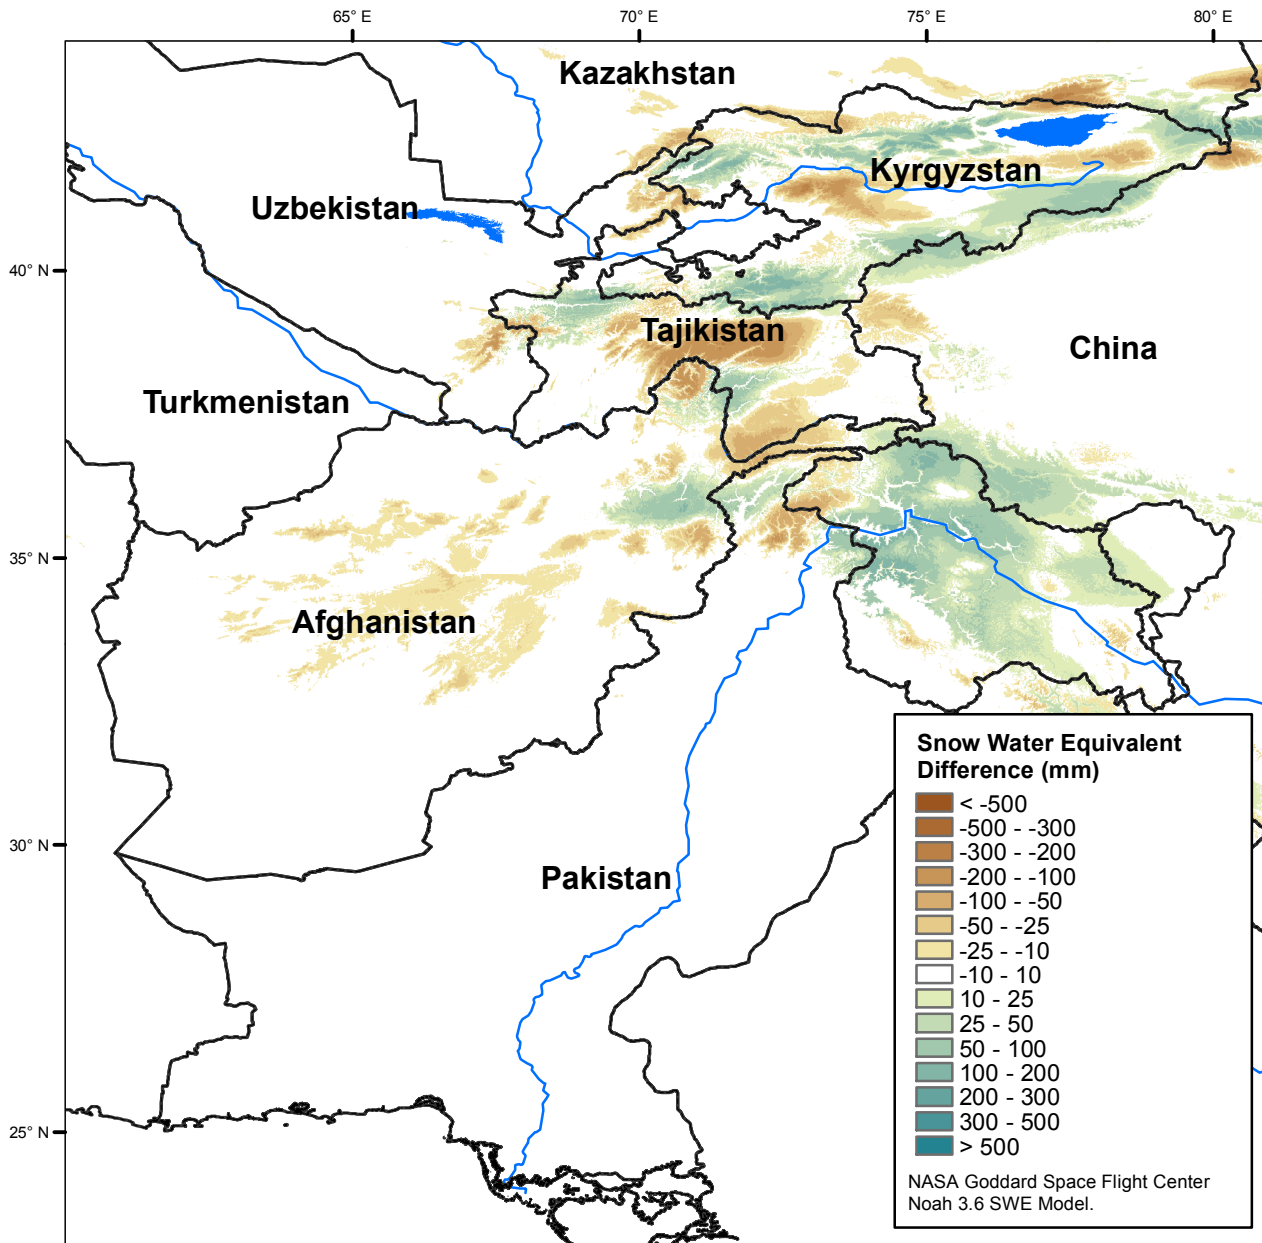 65° E
70° E
75° E
80° E
Kazakhstan
Kyrgyzstan
Uzbekistan
40° N
Tajikistan
China
Turkmenistan
35° N
Afghanistan
30° N
Pakistan
25° N
Snow Water Equivalent
Difference (mm)
< -500
-500 - -300
-300 - -200
-200 - -100
-100 - -50
-50 - -25
-25 - -10
-10 - 10
10 - 25
25 - 50
50 - 100
100 - 200
200 - 300
300 - 500
> 500
NASA Goddard Space Flight Center
Noah 3.6 SWE Model.